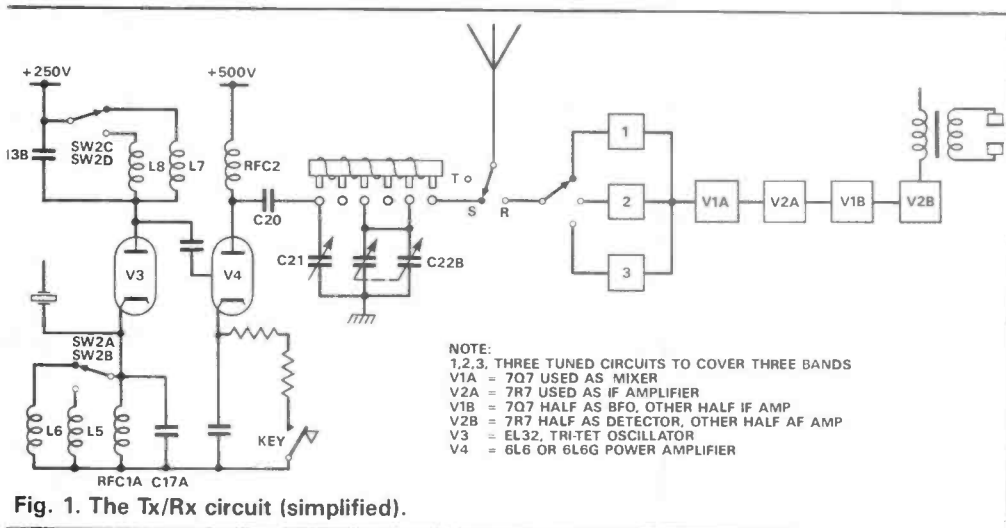 +250V
+500V
I3B
SW2C
SW2D
L8
L7
RFC2
C20
T
S
R
1
2
3
V1A
V2A
V1B
V2B
V3
V4
C21
C22B
SW2A
SW2B
L6
L5
RFC1A
C17A
KEY
NOTE:
1,2,3, THREE TUNED CIRCUITS TO COVER THREE BANDS
V1A = 7Q7 USED AS MIXER
V2A = 7R7 USED AS IF AMPLIFIER
V1B = 7Q7 HALF AS BFO, OTHER HALF IF AMP
V2B = 7R7 HALF AS DETECTOR, OTHER HALF AF AMP
V3 = EL32, TRI-TET OSCILLATOR
V4 = 6L6 OR 6L6G POWER AMPLIFIER
Fig. 1. The Tx/Rx circuit (simplified).